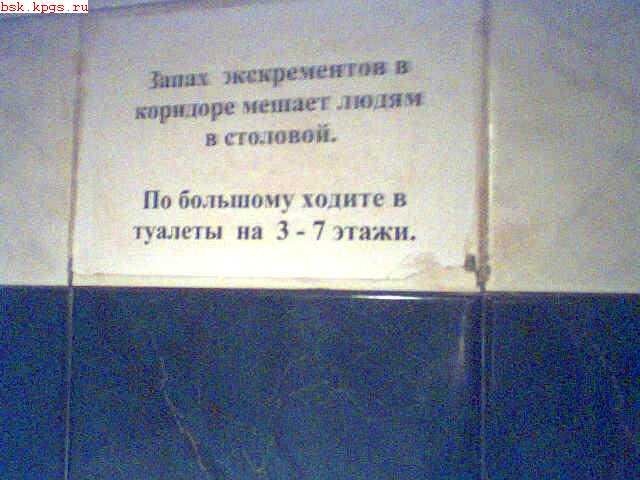 bsk.kpgs.ru
Запах экскрементов в
коридоре мешает людям
в столовой.
По большому ходите в
туалеты на 3 - 7 этажи.